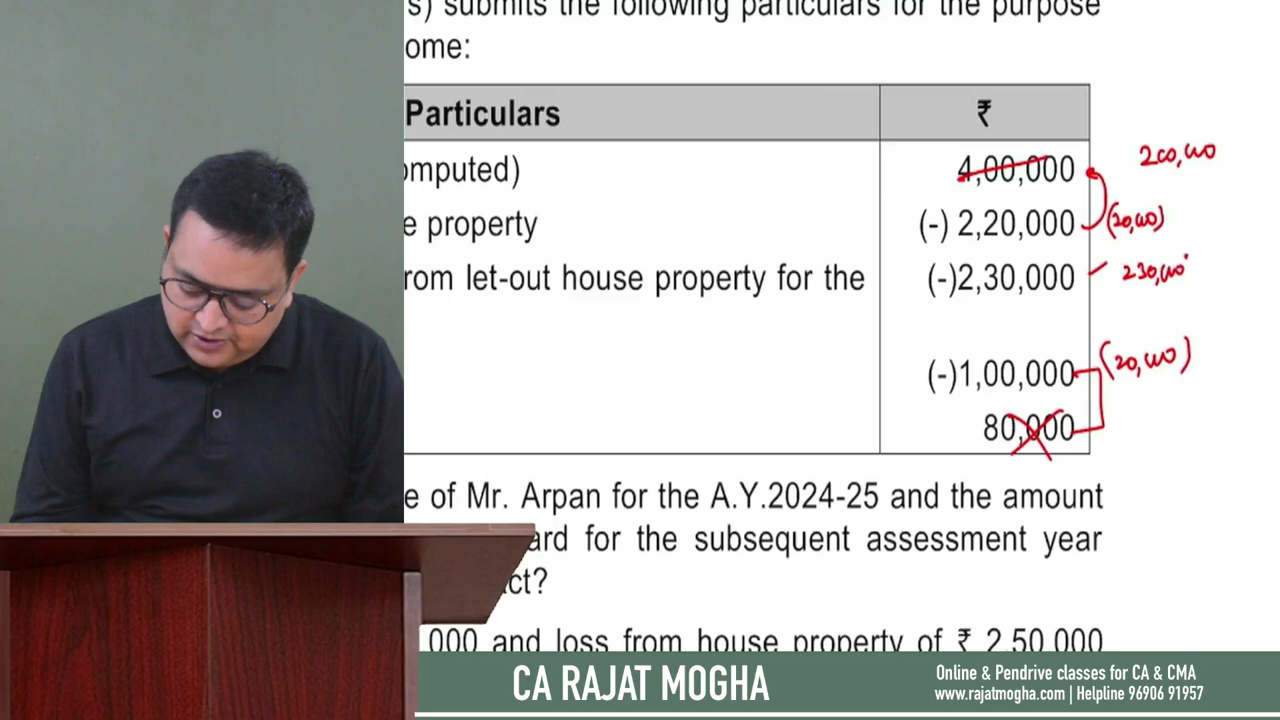 s) submits the following particulars for the purpose
ome:
Particulars ₹
omputed) 4,00,000 200,000
e property (-) 2,20,000 (20,000)
rom let-out house property for the (-)2,30,000 230,000
(-)1,00,000 (20,000)
80,000
e of Mr. Arpan for the A.Y.2024-25 and the amount
ard for the subsequent assessment year
ct?
000 and loss from house property of ₹ 2,50,000
CA RAJAT MOGHA
Online & Pendrive classes for CA & CMA
www.rajatmogha.com | Helpline 96906 91957